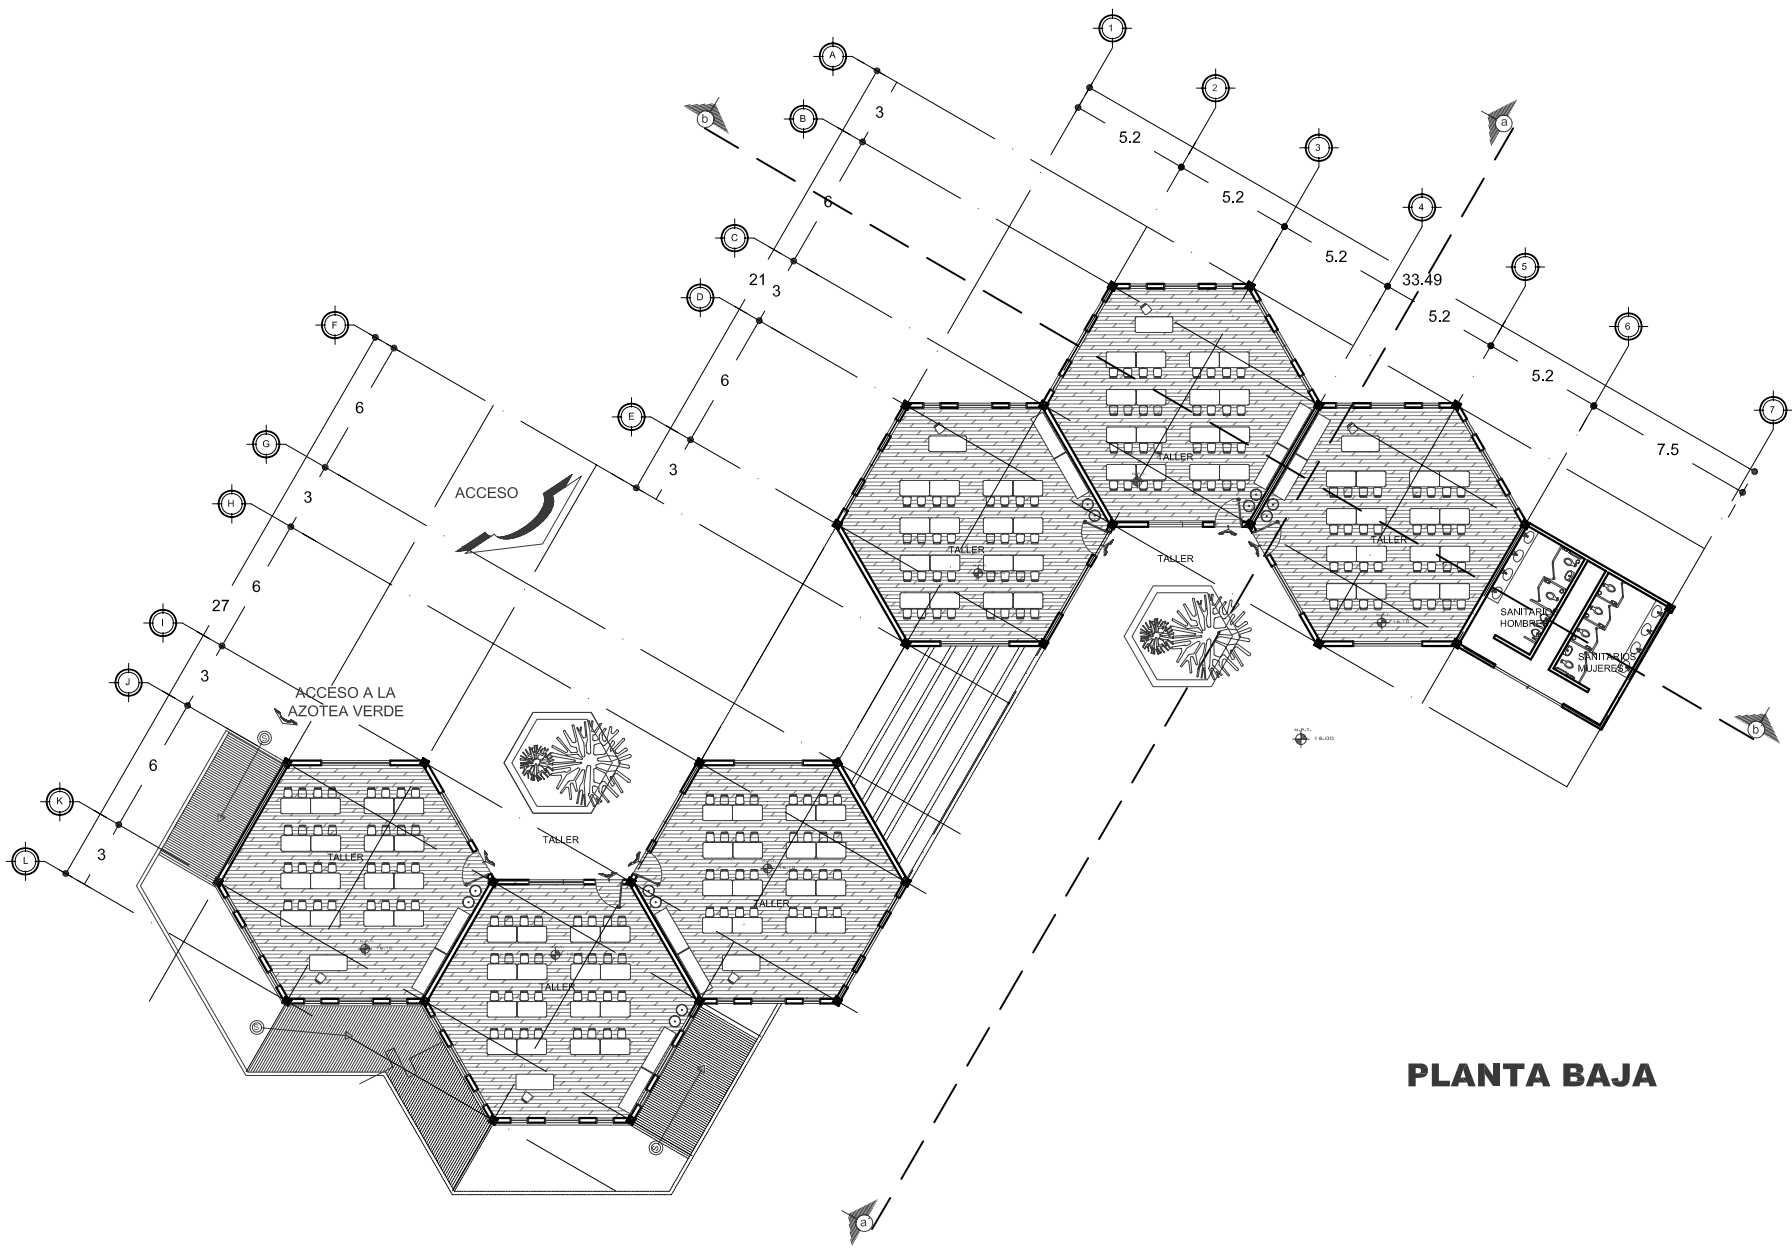 1
A
2
a
B
3
b
5.2
3
4
5.2
6
C
5.2
5
21
33.49
D
3
5.2
6
F
5.2
6
7
E
6
7.5
G
3
TALLER
ACCESO
3
H
6
TALLER
TALLER
TALLER
27
SANITARIOS
HOMBRES
I
SANITARIOS
MUJERES
3
J
ACCESO A LA
AZOTEA VERDE
S
b
N.P.T.
+6.00
6
K
TALLER
3
TALLER
L
TALLER
TALLER
S
PLANTA BAJA
S
a